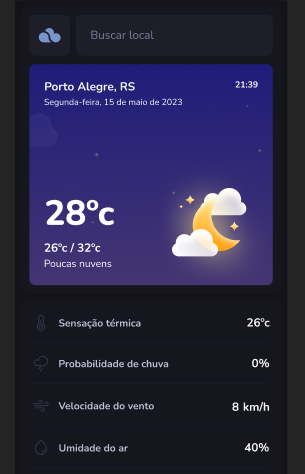 Buscar local
Porto Alegre, RS
21:39
Segunda-feira, 15 de maio de 2023
28ºc
26ºc / 32ºc
Poucas nuvens
Sensação térmica
26ºc
Probabilidade de chuva
0%
Velocidade do vento
8 km/h
Umidade do ar
40%